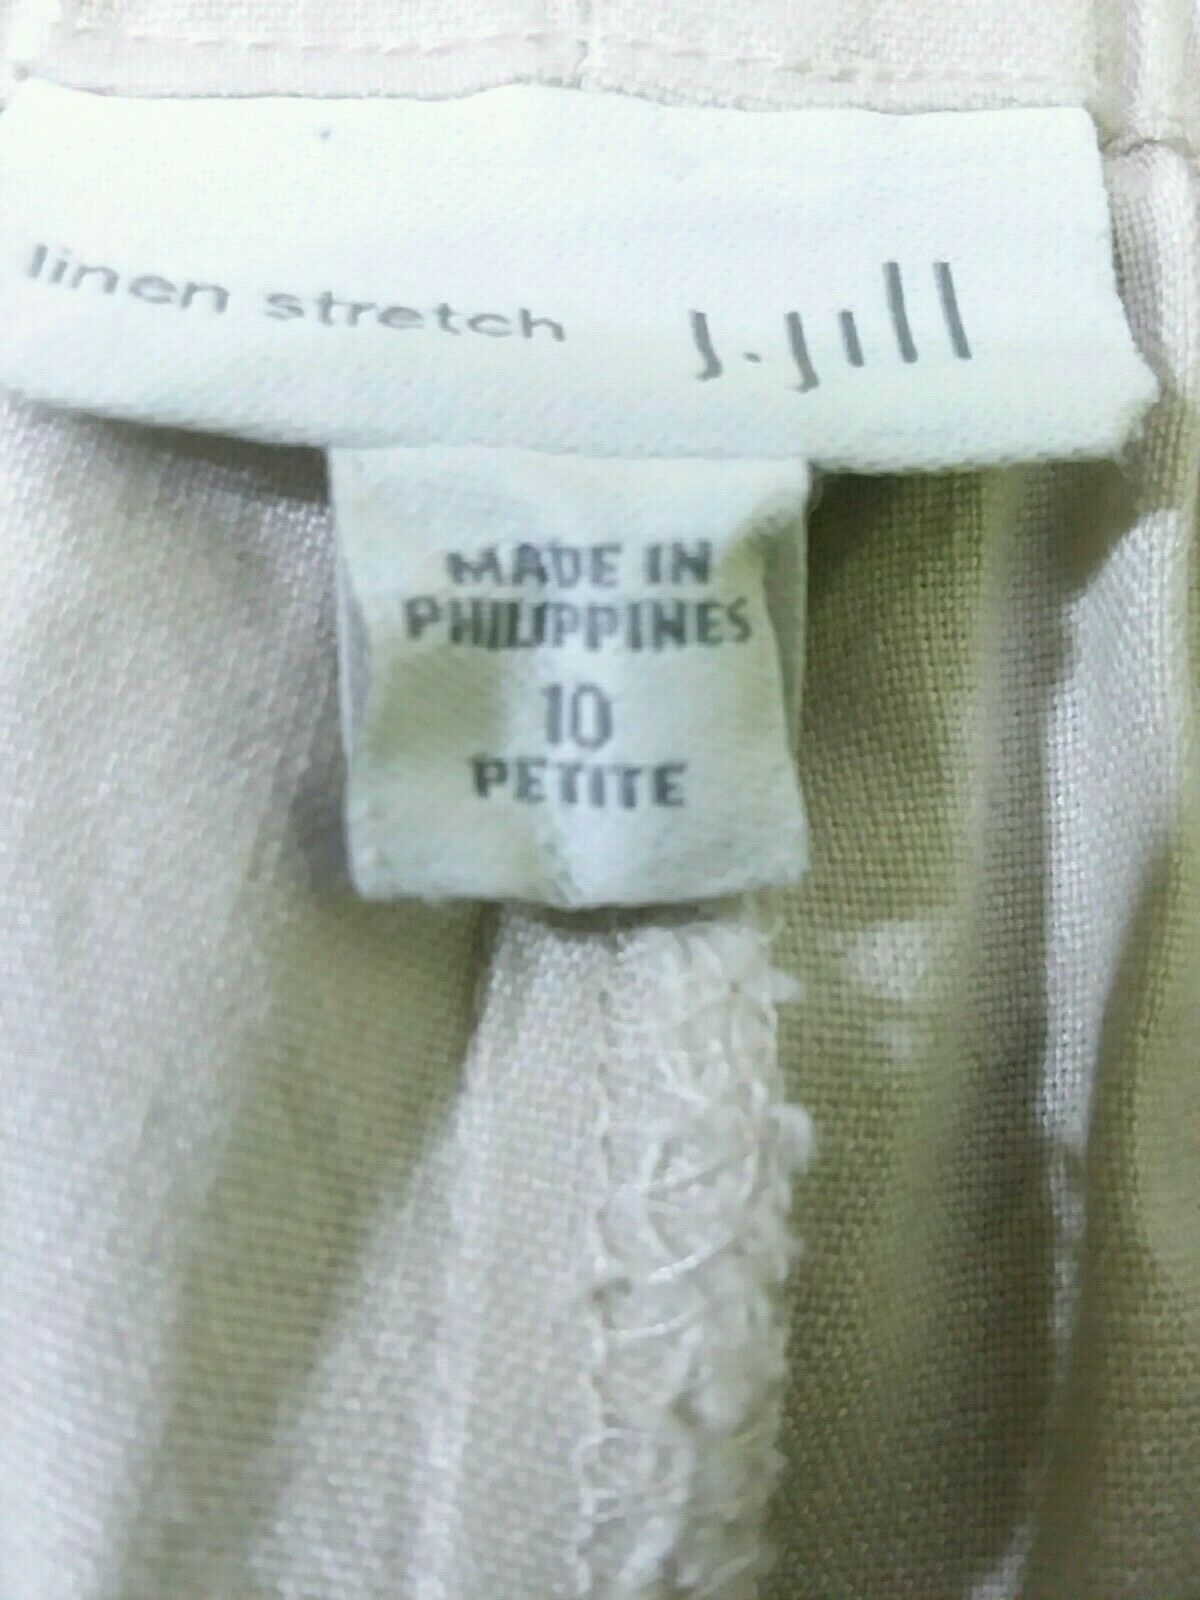 linen stretch J.Jill
MADE IN
PHILIPPINES
10
PETITE